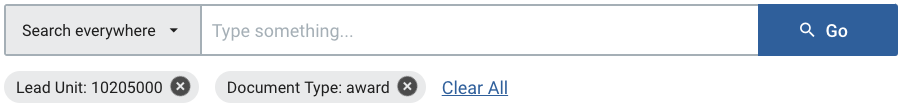 Search everywhere Type something... Go
Lead Unit: 10205000 Document Type: award Clear All